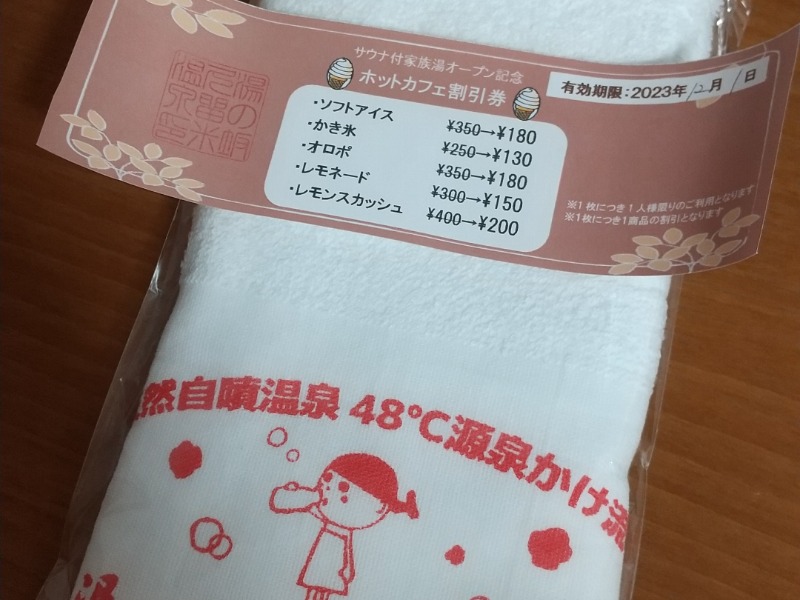 サウナ付家族湯オープン記念
ホットカフェ割引券
有効期限：2023年12月1日
・ソフトアイス ¥350→¥180
・かき氷 ¥250→¥130
・オロポ ¥350→¥180
・レモネード ¥300→¥150
・レモンスカッシュ ¥400→¥200
※1枚につき1人様限りのご利用となります
※1枚につき1商品の割引となります
然自噴温泉 48℃源泉かけ流